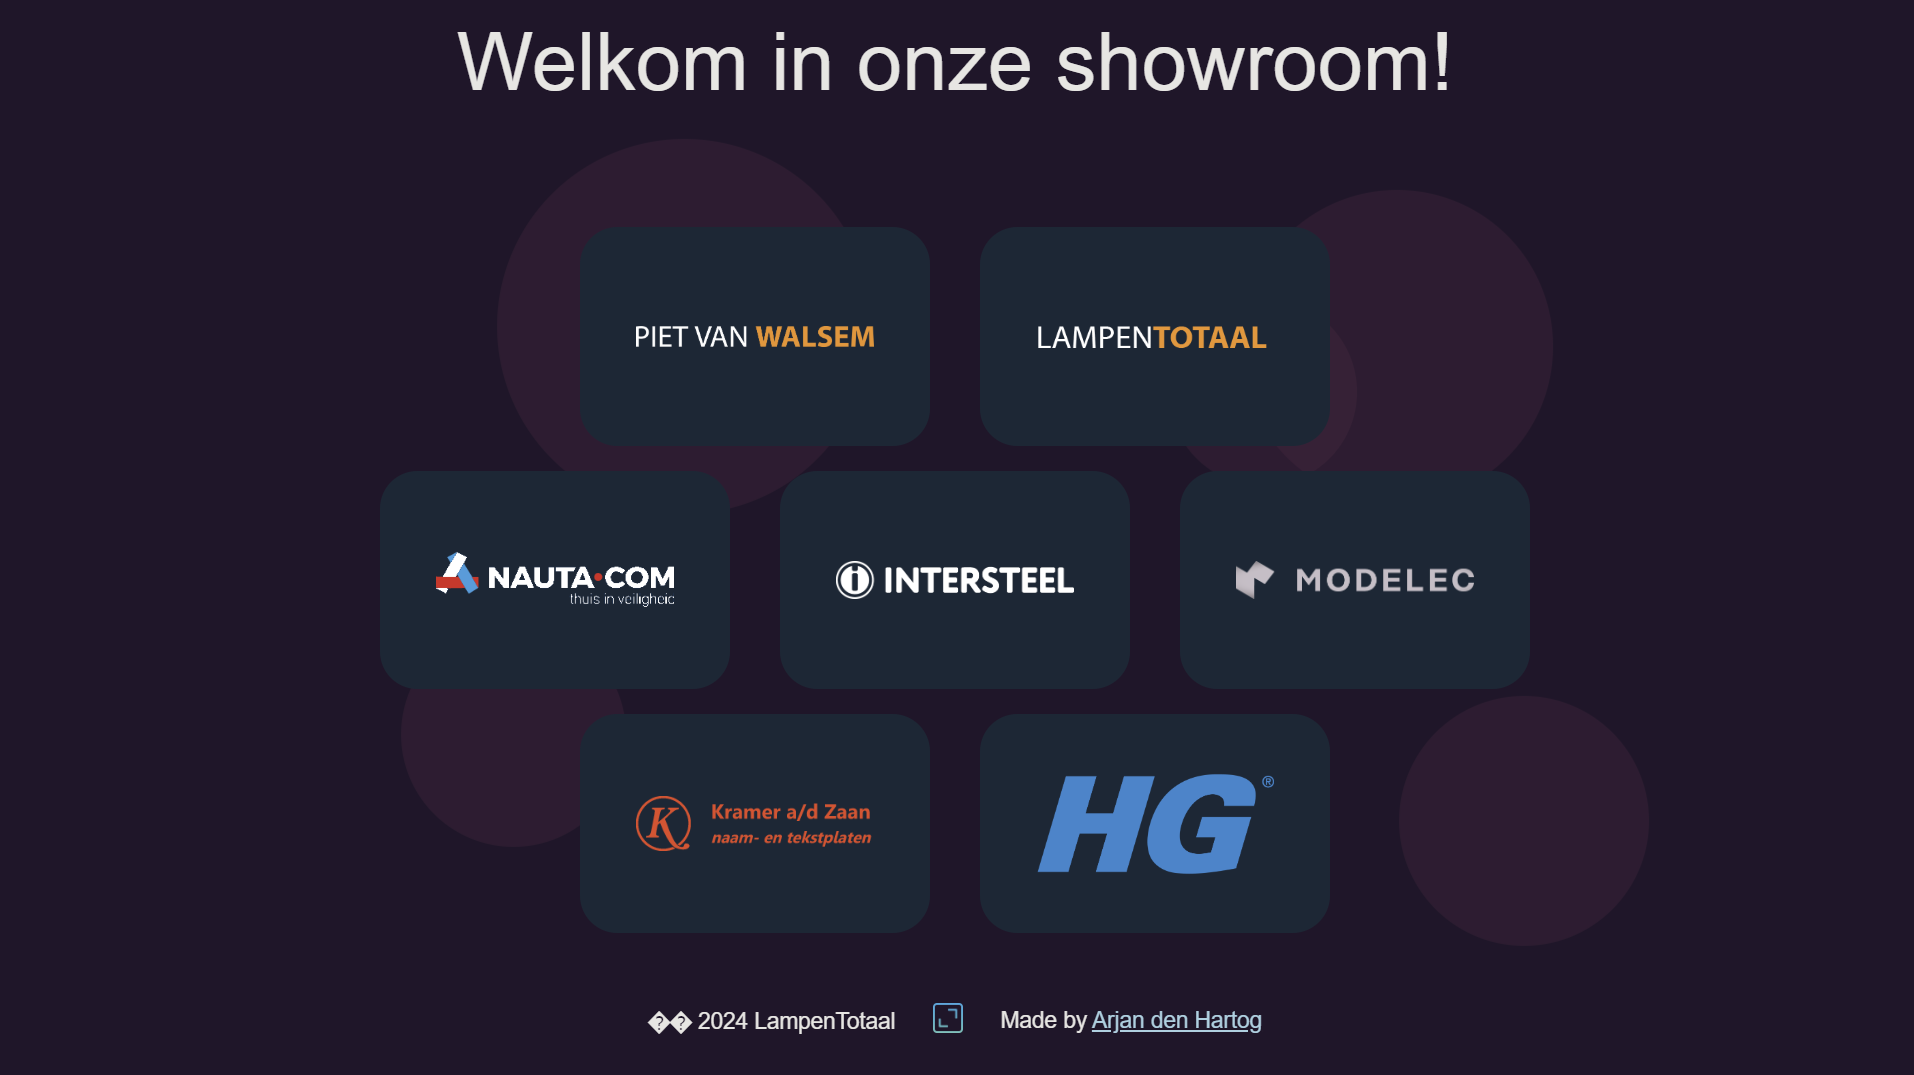 Welkom in onze showroom!
PIET VAN WALSEM
LAMPENTOTAAL
NAUTA•COM
thuis in veiligheic
INTERSTEEL
MODELEC
K
Kramer a/d Zaan
naam- en tekstplaten
HG®
�� 2024 LampenTotaal
Made by Arjan den Hartog